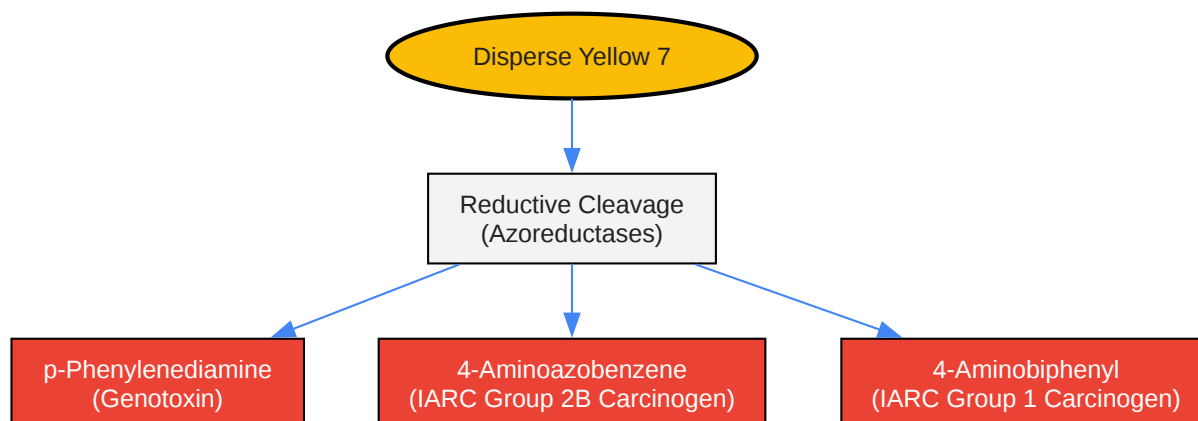 Disperse Yellow 7
Reductive Cleavage
(Azoreductases)
p-Phenylenediamine
(Genotoxin)
4-Aminoazobenzene
(IARC Group 2B Carcinogen)
4-Aminobiphenyl
(IARC Group 1 Carcinogen)